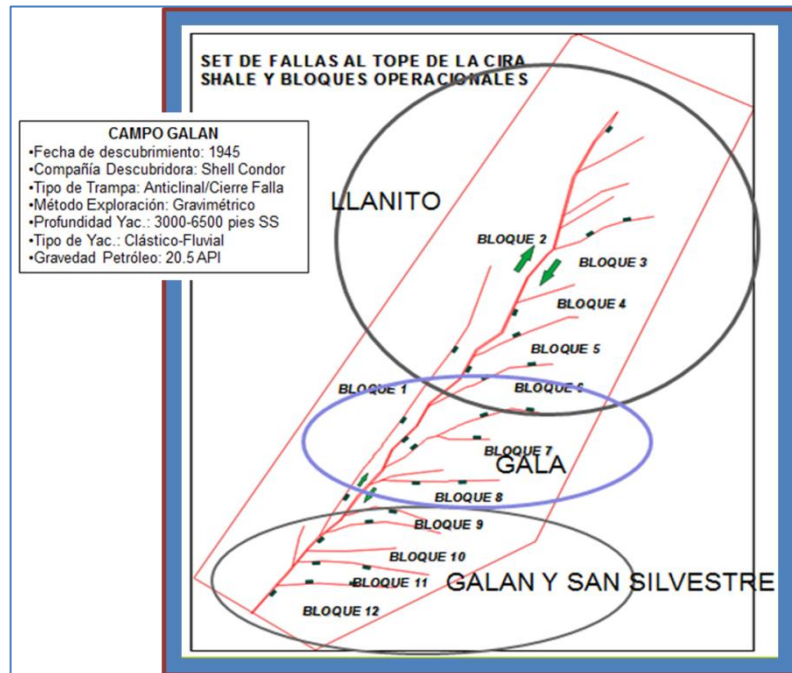 SET DE FALLAS AL TOPE DE LA CIRA
SHALE Y BLOQUES OPERACIONALES
CAMPO GALAN
•Fecha de descubrimiento: 1945
•Compañía Descubridora: Shell Condor
•Tipo de Trampa: Anticlinal/Cierre Falla
•Método Exploración: Gravimétrico
•Profundidad Yac.: 3000-6500 pies SS
•Tipo de Yac.: Clástico-Fluvial
•Gravedad Petróleo: 20.5 API
LLANITO
BLOQUE 2
BLOQUE 3
BLOQUE 4
BLOQUE 5
BLOQUE 1
BLOQUE 6
BLOQUE 7
GALA
BLOQUE 8
BLOQUE 9
BLOQUE 10
BLOQUE 11
GALAN Y SAN SILVESTRE
BLOQUE 12